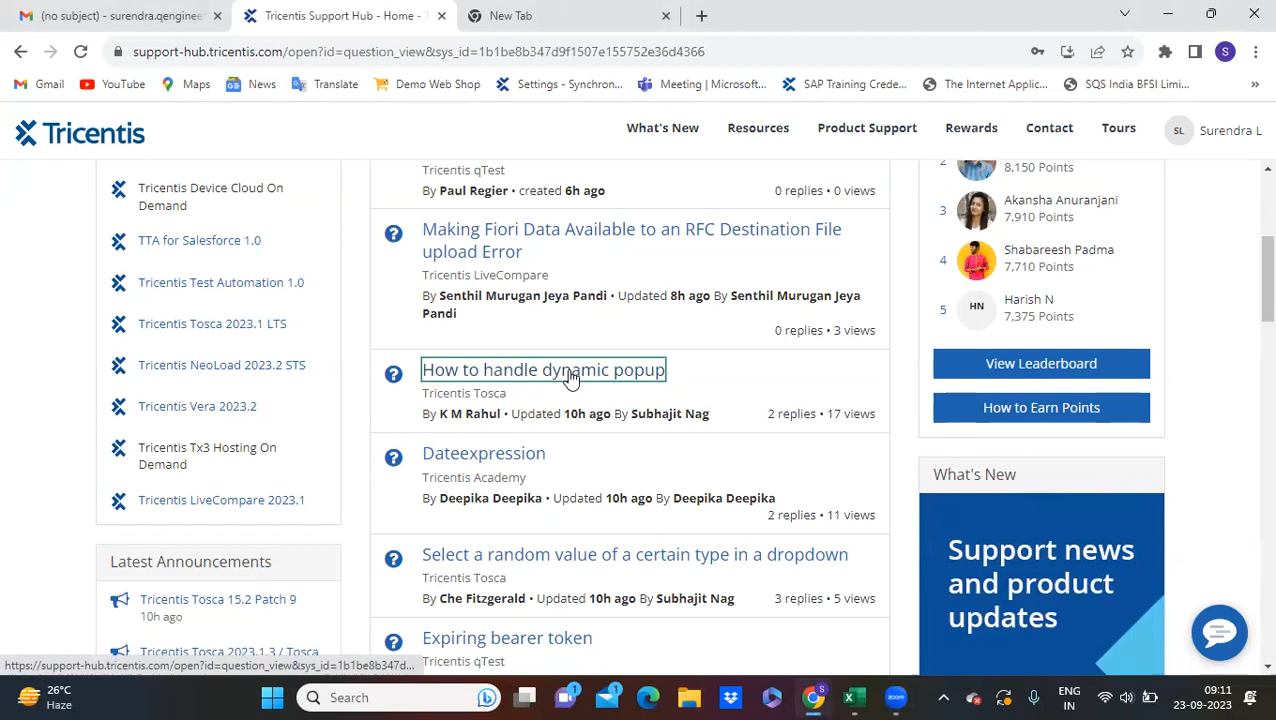 (no subject) - surendra.qengineer
Tricentis Support Hub - Home - T
New Tab
support-hub.tricentis.com/open?id=question_view&sys_id=1b1be8b347d9f1507e155752e36d4366
S
Gmail
YouTube
Maps
News
Translate
Demo Web Shop
Settings - Synchron...
Meeting | Microsoft...
SAP Training Crede...
The Internet Applic...
SQS India BFSI Limi...
Tricentis
What's New
Resources
Product Support
Rewards
Contact
Tours
SL
Surendra L
Tricentis Device Cloud On
Demand
TTA for Salesforce 1.0
Tricentis Test Automation 1.0
Tricentis Tosca 2023.1 LTS
Tricentis NeoLoad 2023.2 STS
Tricentis Vera 2023.2
Tricentis Tx3 Hosting On
Demand
Tricentis LiveCompare 2023.1
Latest Announcements
Tricentis Tosca 15.2 Patch 9
10h ago
Tricentis Tosca 2023.1.3 / Tosca
Tricentis qTest
By Paul Regier • created 6h ago
0 replies • 0 views
Making Fiori Data Available to an RFC Destination File
upload Error
Tricentis LiveCompare
By Senthil Murugan Jeya Pandi • Updated 8h ago By Senthil Murugan Jeya
Pandi
0 replies • 3 views
How to handle dynamic popup
Tricentis Tosca
By K M Rahul • Updated 10h ago By Subhajit Nag
2 replies • 17 views
Dateexpression
Tricentis Academy
By Deepika Deepika • Updated 10h ago By Deepika Deepika
2 replies • 11 views
Select a random value of a certain type in a dropdown
Tricentis Tosca
By Che Fitzgerald • Updated 10h ago By Subhajit Nag
3 replies • 5 views
Expiring bearer token
Tricentis qTest
2
8,150 Points
3
Akansha Anuranjani
7,910 Points
4
Shabareesh Padma
7,710 Points
5
HN
Harish N
7,375 Points
View Leaderboard
How to Earn Points
What's New
Support news
and product
updates
https://support-hub.tricentis.com/open?id=question_view&sys_id=1b1be8b347d...
26°C
Haze
Search
1
1
S
zoom
ENG
IN
09:11
23-09-2023